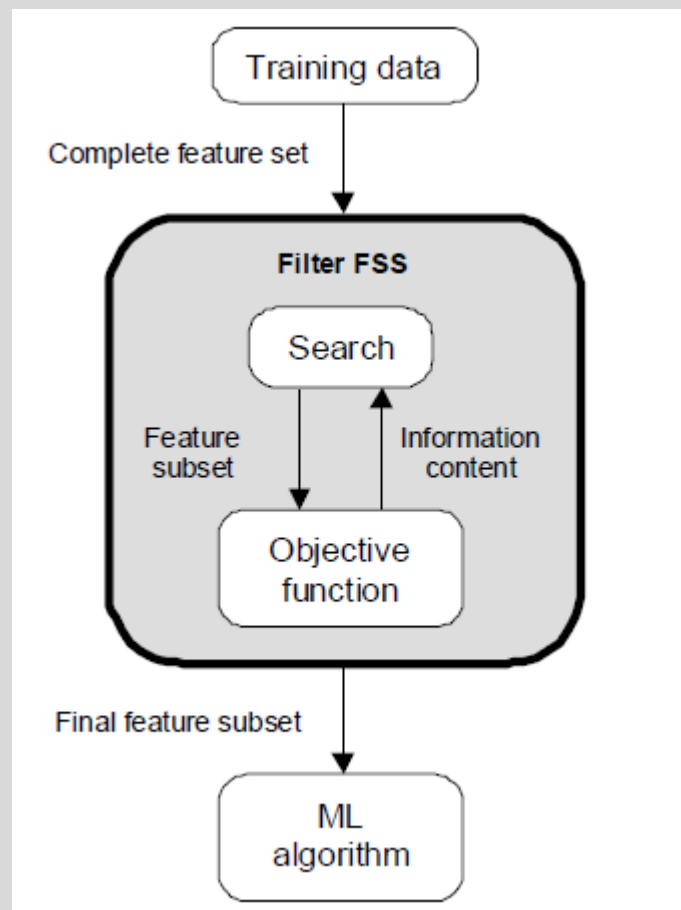 Training data
Complete feature set
Filter FSS
Search
Feature
subset
Information
content
Objective
function
Final feature subset
ML
algorithm